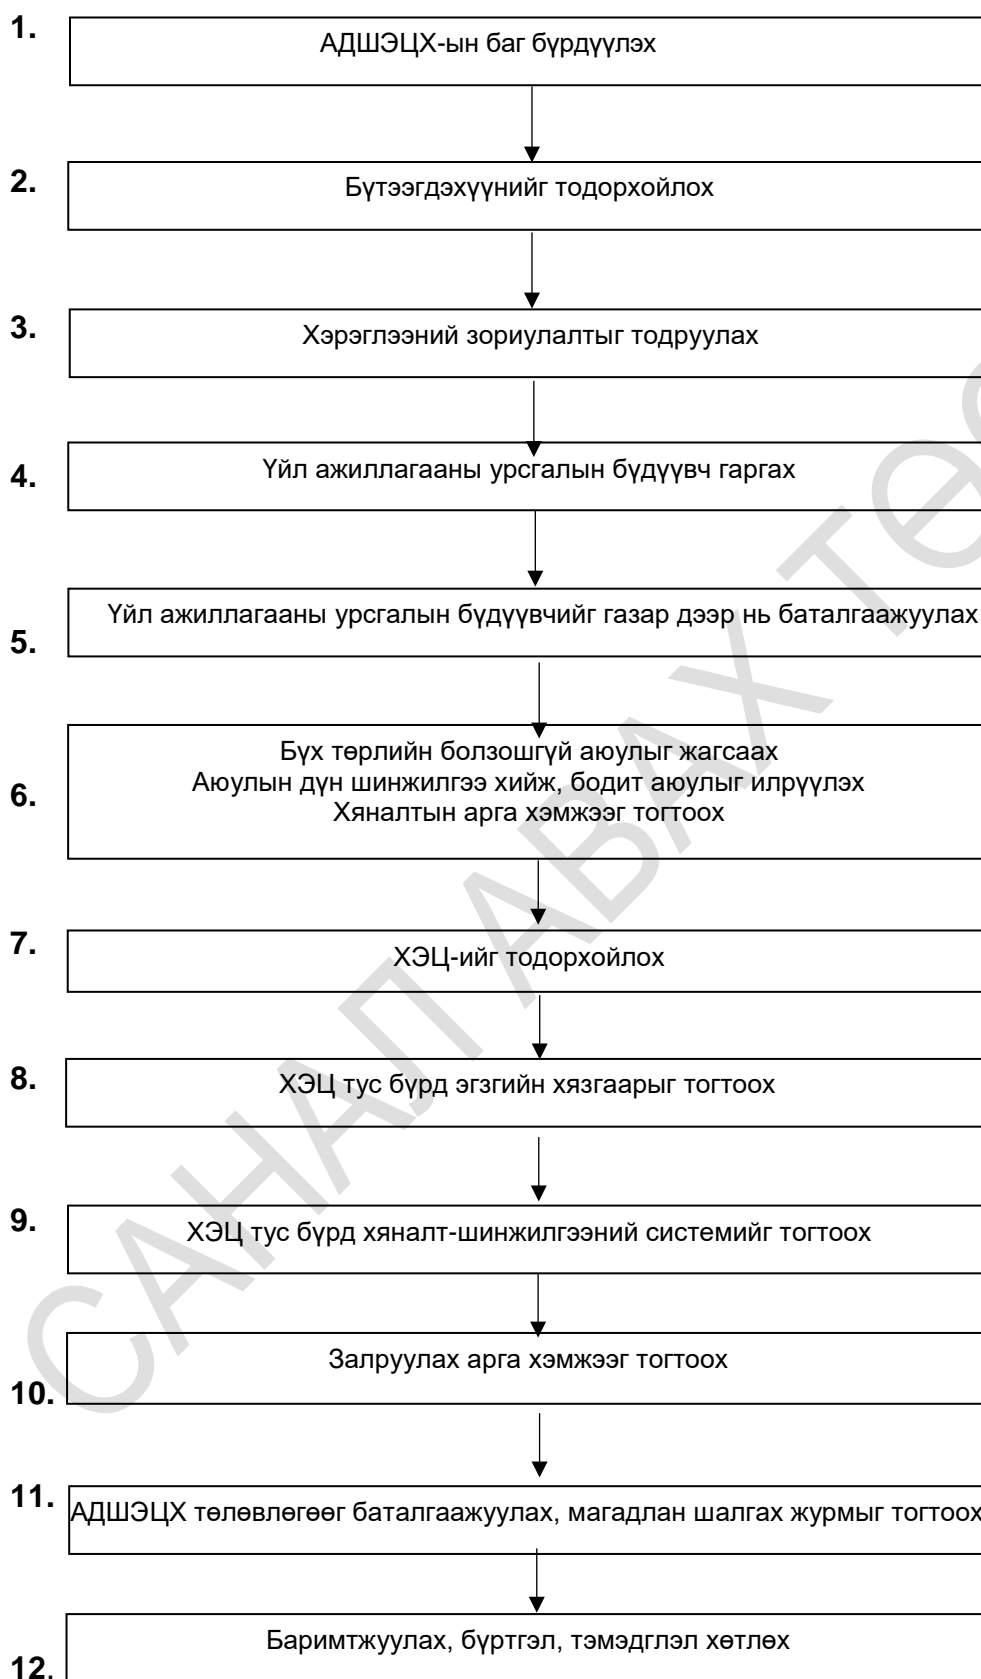 1.
АДШЭЦХ-ын баг бүрдүүлэх
2.
Бүтээгдэхүүнийг тодорхойлох
3.
Хэрэглээний зориулалтыг тодруулах
4.
Үйл ажиллагааны урсгалын бүдүүвч гаргах
Үйл ажиллагааны урсгалын бүдүүвчийг газар дээр нь баталгаажуулах
5.
Бүх төрлийн болзошгүй аюулыг жагсаах
Аюулын дүн шинжилгээ хийж, бодит аюулыг илрүүлэх
6.
Хяналтын арга хэмжээг тогтоох
7.
ХЭЦ-ийг тодорхойлох
8.
ХЭЦ тус бүрд эгзгийн хязгаарыг тогтоох
9.
ХЭЦ тус бүрд хяналт-шинжилгээний системийг тогтоох
Залруулах арга хэмжээг тогтоох
10.
11.
АДШЭЦХ төлөвлөгөөг баталгаажуулах, магадлан шалгах журмыг тогтоох
Баримтжуулах, бүртгэл, тэмдэглэл хөтлөх
12.
САНАЛ АВАХ ТӨ